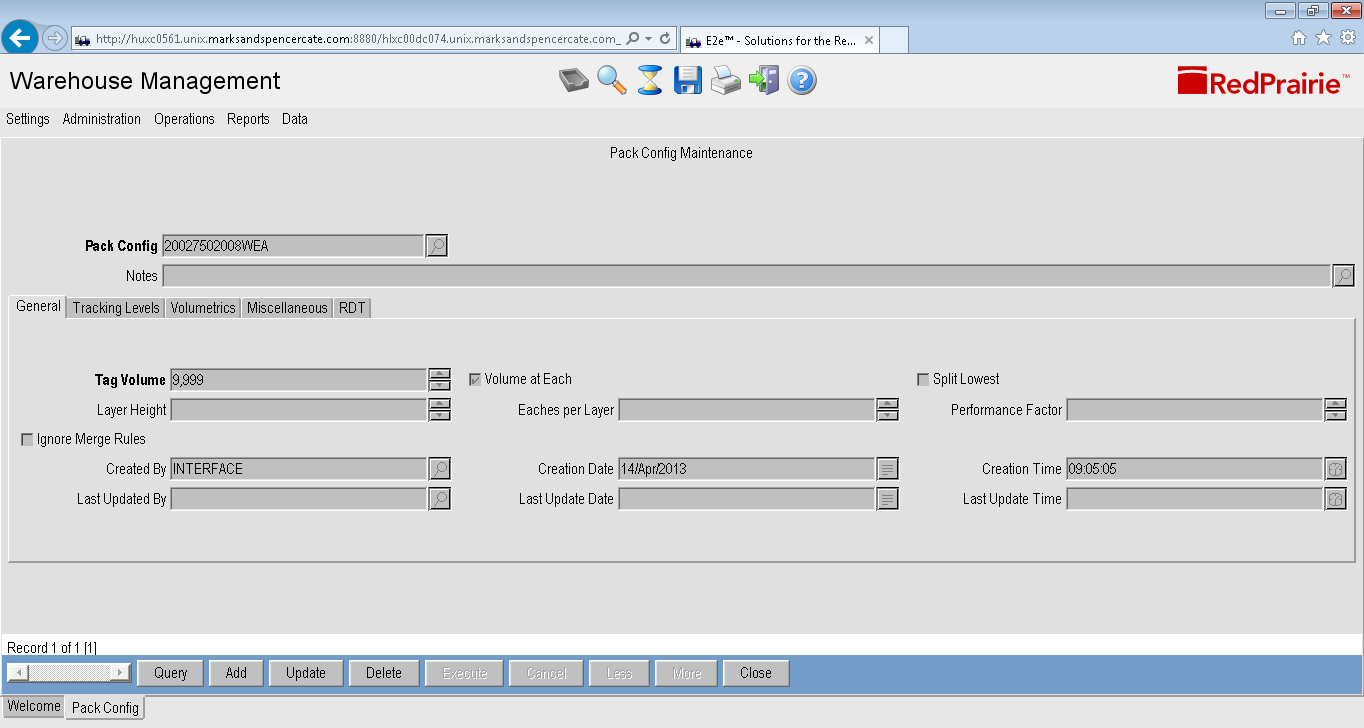 http://huxc0561.unix.marksandspencercate.com:8880/hlxc00dc074.unix.marksandspencercate.com_
E2e™ - Solutions for the Re...
Warehouse Management
RedPrairie™
Settings Administration Operations Reports Data
Pack Config Maintenance
Pack Config 20027502008WEA
Notes
General Tracking Levels Volumetrics Miscellaneous RDT
Tag Volume 9,999 Volume at Each Split Lowest
Layer Height Eaches per Layer Performance Factor
Ignore Merge Rules
Created By INTERFACE Creation Date 14/Apr/2013 Creation Time 09:05:05
Last Updated By Last Update Date Last Update Time
Record 1 of 1 [1]
Query Add Update Delete Execute Cancel Less More Close
Welcome Pack Config